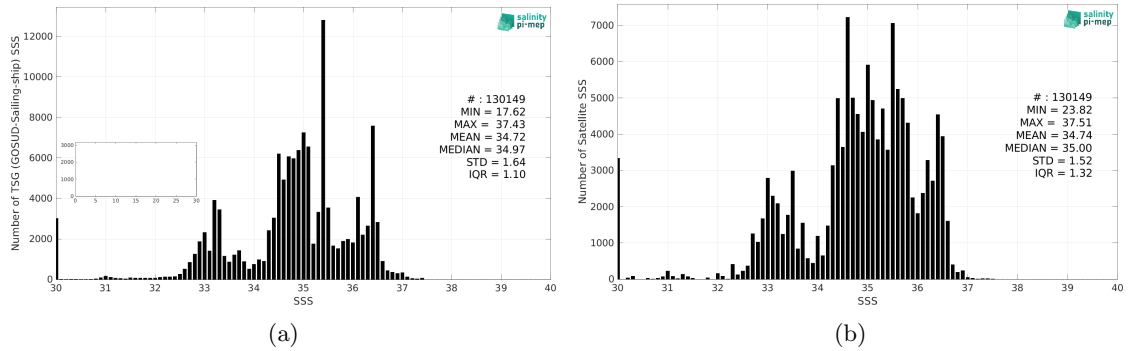 salinity
pi-mep
Number of TSG (GOSUD-Sailing-ship) SSS
12000
10000
8000
6000
4000
2000
0
# : 130149
MIN = 17.62
MAX = 37.43
MEAN = 34.72
MEDIAN = 34.97
STD = 1.64
IQR = 1.10
3000
2000
1000
0
0 5 10 15 20 25 30
30 31 32 33 34 35 36 37 38 39 40
SSS
(a)
salinity
pi-mep
Number of Satellite SSS
7000
6000
5000
4000
3000
2000
1000
0
# : 130149
MIN = 23.82
MAX = 37.51
MEAN = 34.74
MEDIAN = 35.00
STD = 1.52
IQR = 1.32
30 31 32 33 34 35 36 37 38 39 40
SSS
(b)